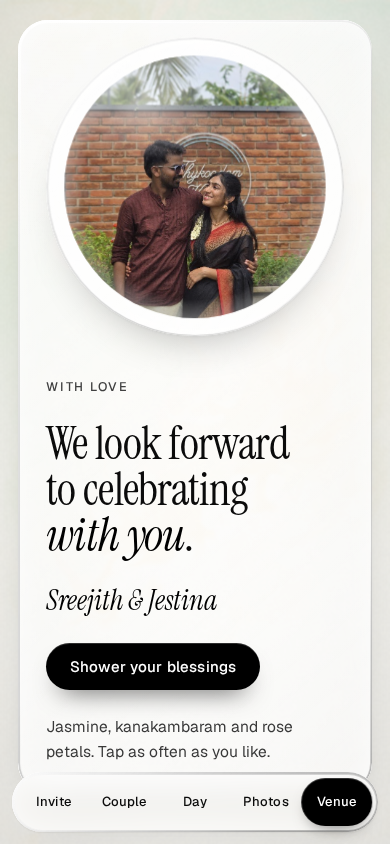 WITH LOVE
We look forward
to celebrating
with you.
Sreejith & Jestina
Shower your blessings
Jasmine, kanakambaram and rose
petals. Tap as often as you like.
Invite
Couple
Day
Photos
Venue